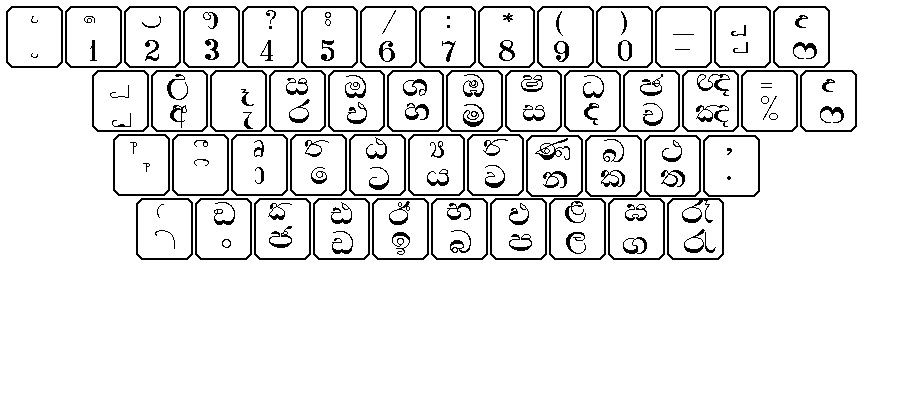 ? / : * ( ) _
1 2 3 4 5 6 7 8 9 0 -
උ ෑ ඔ ශ ඹ ෂ ධ ඡ ඥ =
අ ැ ර එ හ ම ස ද ච ඤ %
ී ෘ ඨ ණ ඛ ථ ,
ි ා ෙ ට ය ව න ක ත .
ඞ ඪ ඊ භ ඵ ළ ඝ රූ
ං ජ ඩ ඉ බ ප ල ග රු